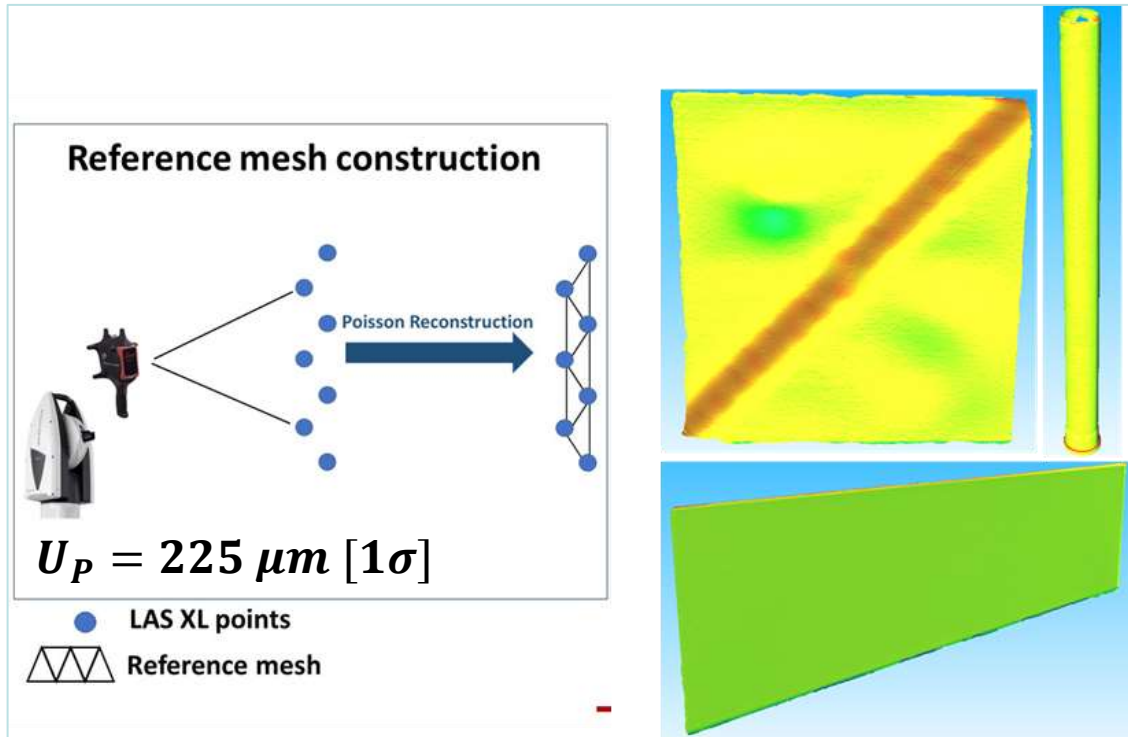 Reference mesh construction
Poisson Reconstruction
U_P = 225 μm [1σ]
LAS XL points
Reference mesh